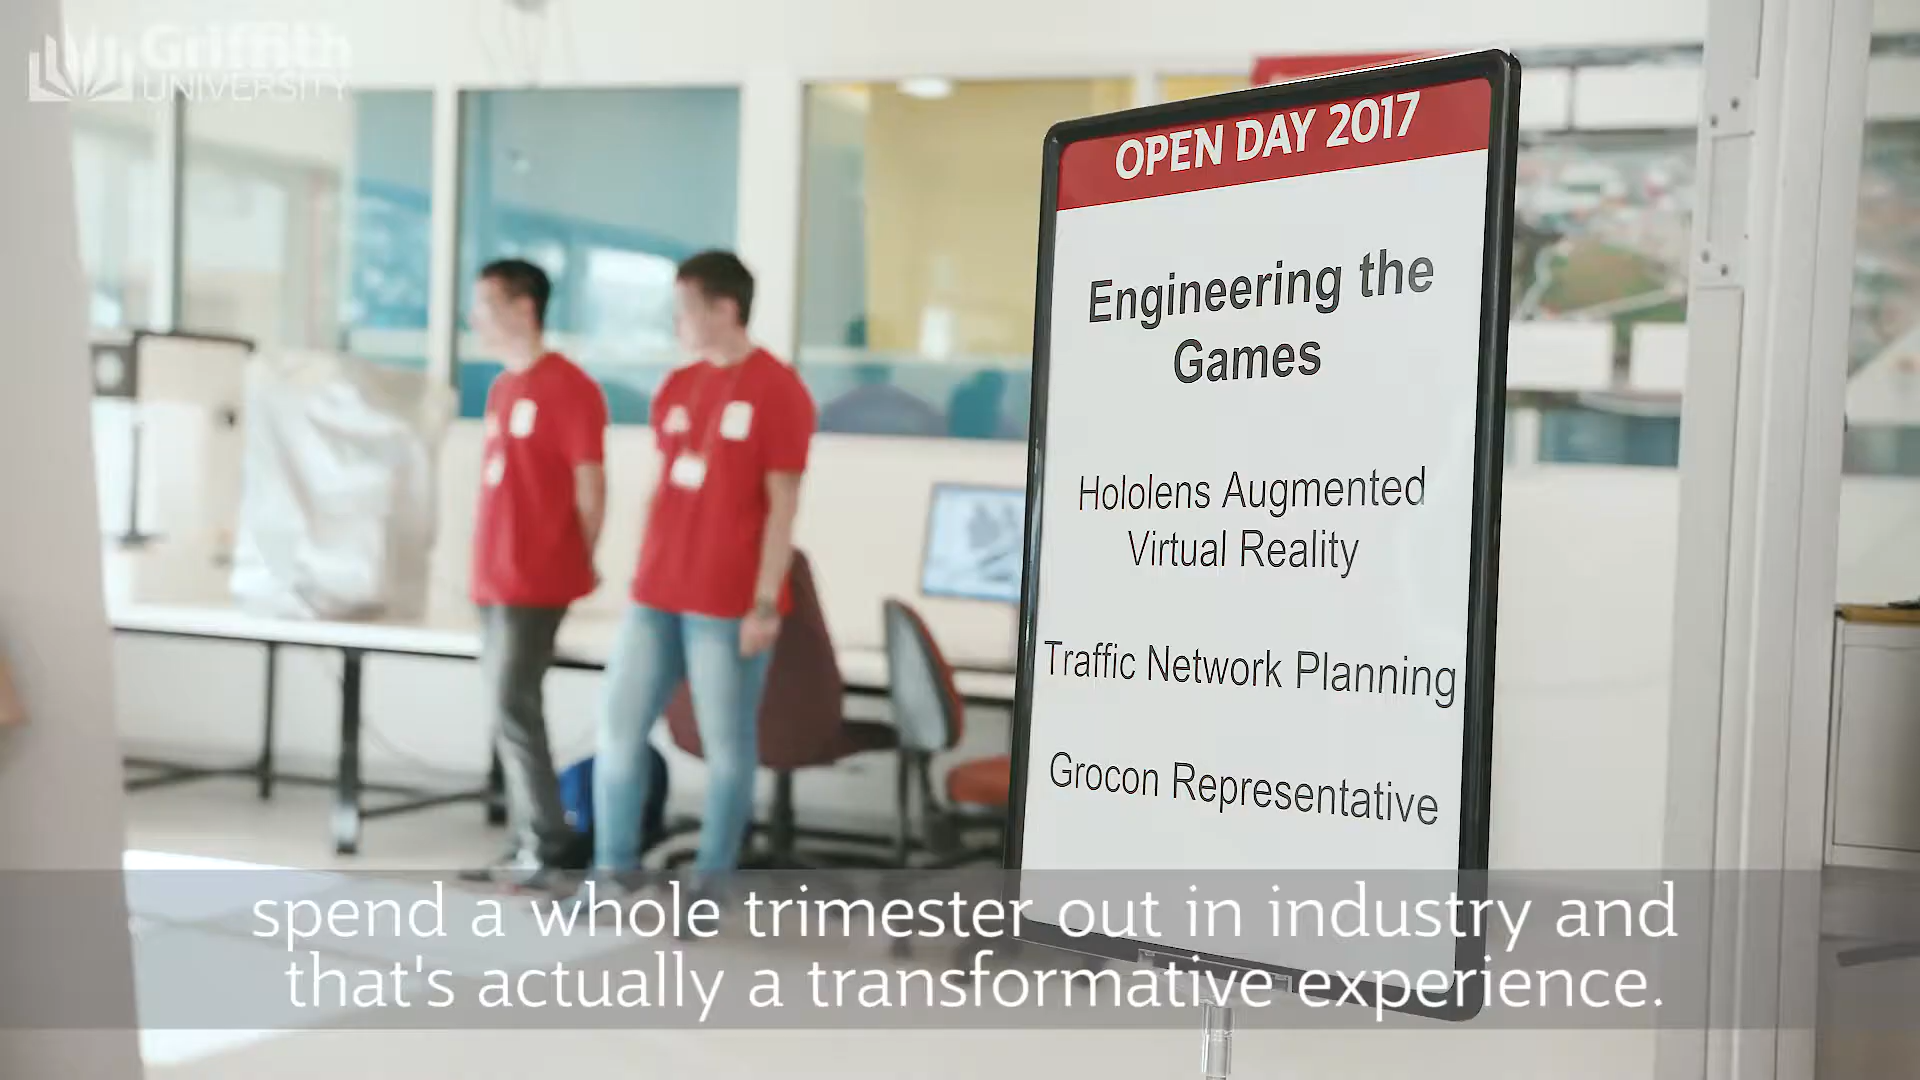 Griffith
UNIVERSITY
OPEN DAY 2017
Engineering the
Games
Hololens Augmented
Virtual Reality
Traffic Network Planning
Grocon Representative
spend a whole trimester out in industry and
that's actually a transformative experience.